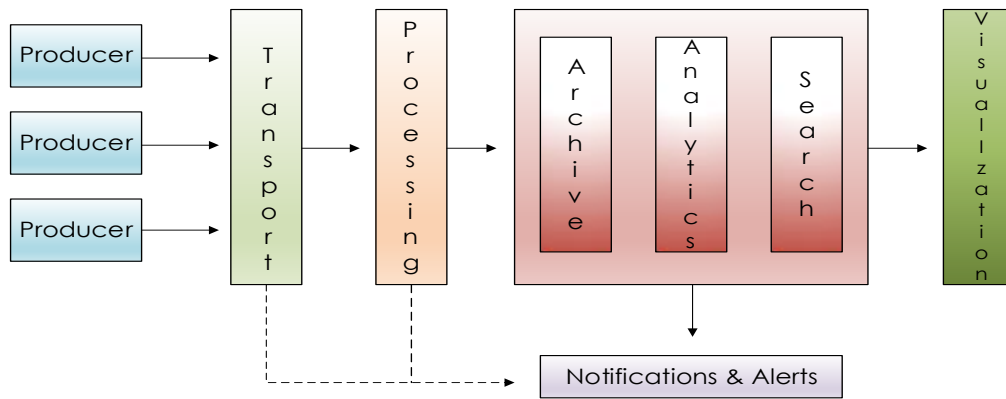 Producer
Producer
Producer
Transport
Processing
Archive
Analytics
Search
VisualIzation
Notifications & Alerts